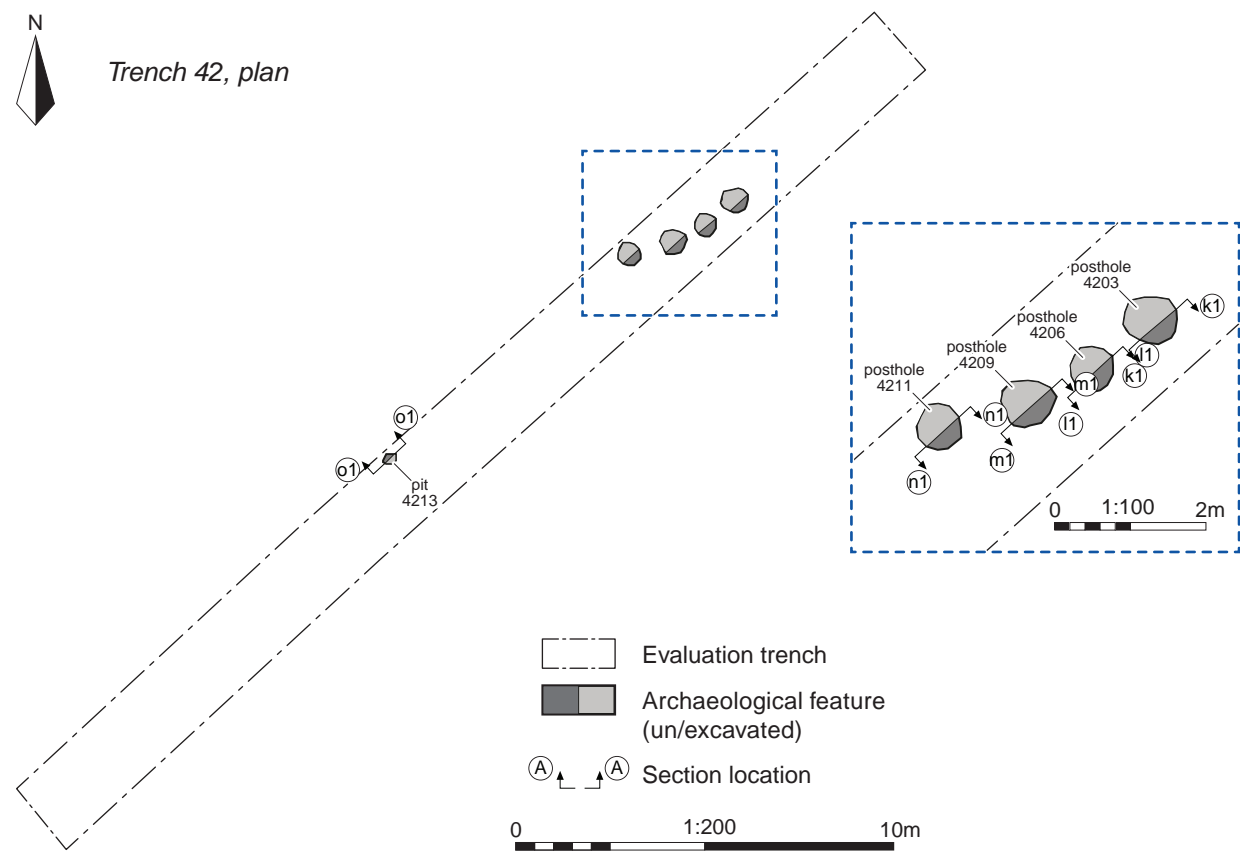 N
Trench 42, plan
posthole
4203
k1
posthole
4206
l1
k1
posthole
4209
m1
l1
posthole
4211
n1
m1
n1
0 1:100 2m
o1
o1
pit
4213
Evaluation trench
Archaeological feature
(un/excavated)
A A Section location
0 1:200 10m